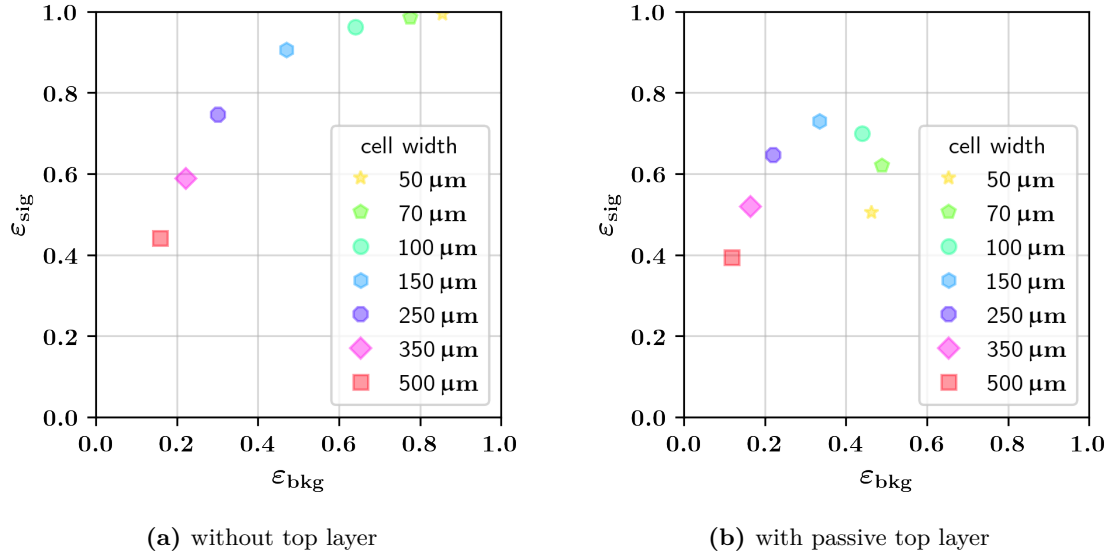 1.0
0.8
0.6
0.4
0.2
0.0
ε_sig
0.0 0.2 0.4 0.6 0.8 1.0
ε_bkg
cell width
50 μm
70 μm
100 μm
150 μm
250 μm
350 μm
500 μm
(a) without top layer
1.0
0.8
0.6
0.4
0.2
0.0
ε_sig
0.0 0.2 0.4 0.6 0.8 1.0
ε_bkg
cell width
50 μm
70 μm
100 μm
150 μm
250 μm
350 μm
500 μm
(b) with passive top layer